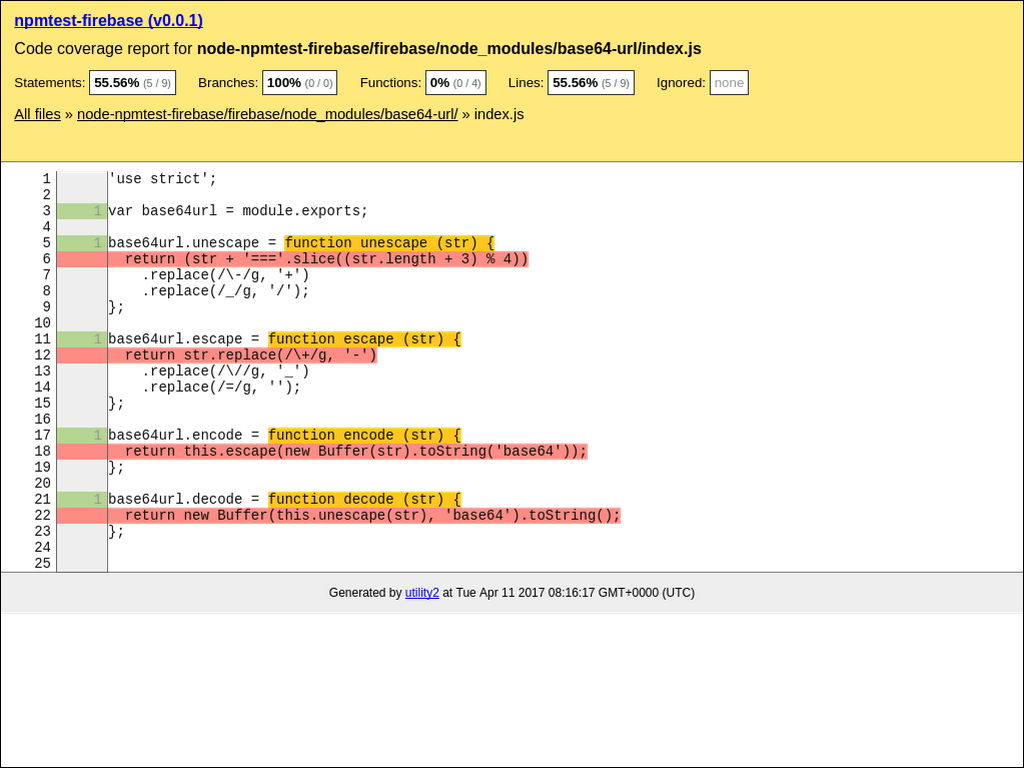 npmtest-firebase (v0.0.1)
Code coverage report for node-npmtest-firebase/firebase/node_modules/base64-url/index.js
Statements: 55.56% (5 / 9) Branches: 100% (0 / 0) Functions: 0% (0 / 4) Lines: 55.56% (5 / 9) Ignored: none
All files » node-npmtest-firebase/firebase/node_modules/base64-url/ » index.js
1 'use strict';
2
3 1 var base64url = module.exports;
4
5 1 base64url.unescape = function unescape (str) {
6   return (str + '==='.slice((str.length + 3) % 4))
7     .replace(/\-/g, '+')
8     .replace(/_/g, '/');
9 };
10
11 1 base64url.escape = function escape (str) {
12   return str.replace(/\+/g, '-')
13     .replace(/\//g, '_')
14     .replace(/=/g, '');
15 };
16
17 1 base64url.encode = function encode (str) {
18   return this.escape(new Buffer(str).toString('base64'));
19 };
20
21 1 base64url.decode = function decode (str) {
22   return new Buffer(this.unescape(str), 'base64').toString();
23 };
24
25
Generated by utility2 at Tue Apr 11 2017 08:16:17 GMT+0000 (UTC)